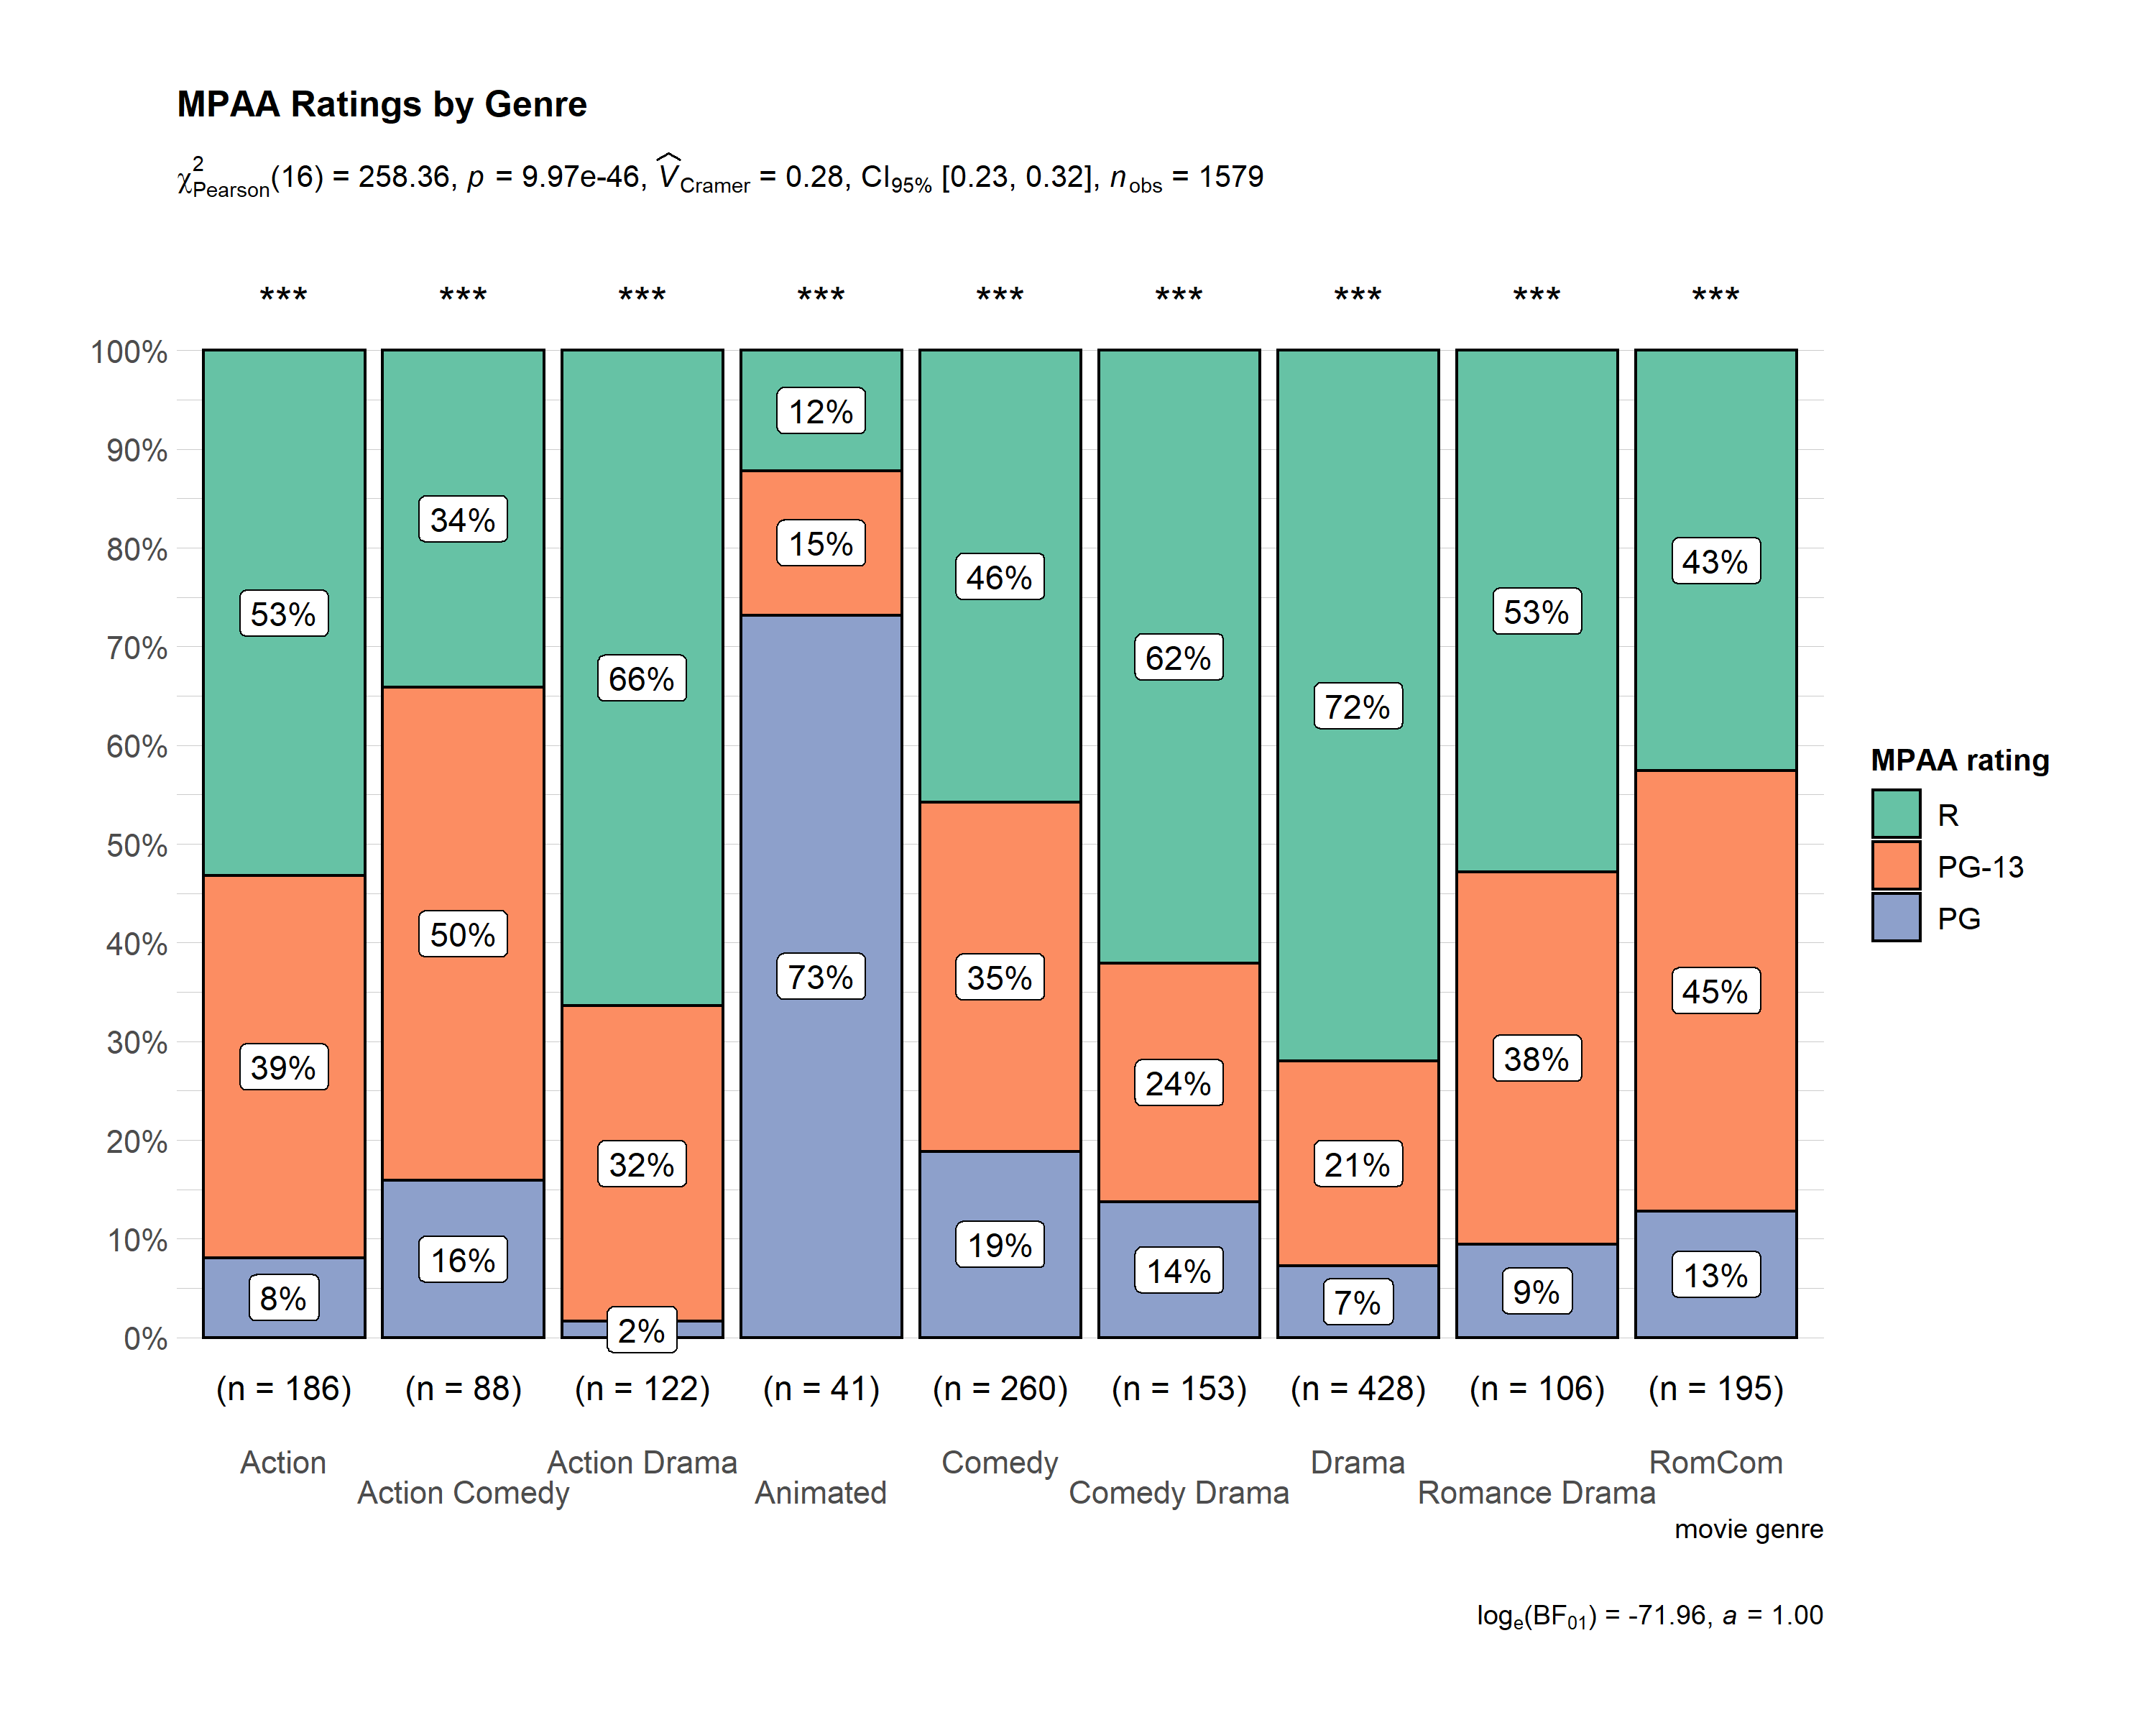 MPAA Ratings by Genre
χ²Pearson(16) = 258.36, p = 9.97e-46, V̂Cramer = 0.28, CI95% [0.23, 0.32], nobs = 1579
*** *** *** *** *** *** *** *** ***
100%
90%
80%
70%
60%
50%
40%
30%
20%
10%
0%
53% 34% 66% 12% 46% 62% 72% 53% 43%
39% 50% 32% 15% 35% 24% 21% 38% 45%
8% 16% 2% 73% 19% 14% 7% 9% 13%
(n = 186) (n = 88) (n = 122) (n = 41) (n = 260) (n = 153) (n = 428) (n = 106) (n = 195)
Action Action Drama Comedy Drama RomCom
Action Comedy Animated Comedy Drama Romance Drama
movie genre
MPAA rating
R
PG-13
PG
loge(BF01) = -71.96, a = 1.00